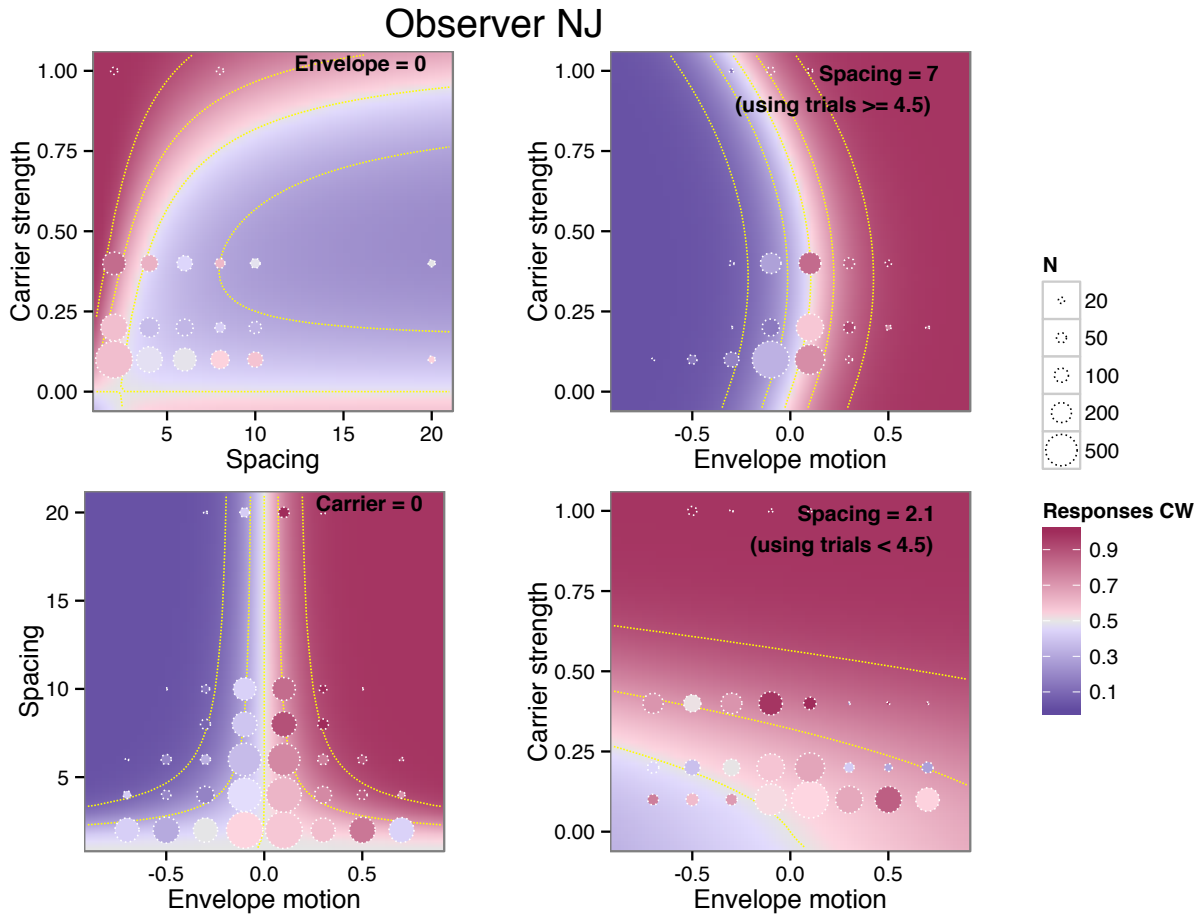 Observer NJ
Envelope = 0
1.00
0.75
0.50
0.25
0.00
Carrier strength
5
10
15
20
Spacing
Spacing = 7
(using trials >= 4.5)
1.00
0.75
0.50
0.25
0.00
Carrier strength
-0.5
0.0
0.5
Envelope motion
Carrier = 0
20
15
10
5
Spacing
-0.5
0.0
0.5
Envelope motion
Spacing = 2.1
(using trials < 4.5)
1.00
0.75
0.50
0.25
0.00
Carrier strength
-0.5
0.0
0.5
Envelope motion
N
20
50
100
200
500
Responses CW
0.9
0.7
0.5
0.3
0.1